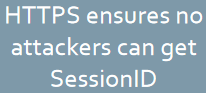 HTTPS ensures no
attackers can get
SessionID